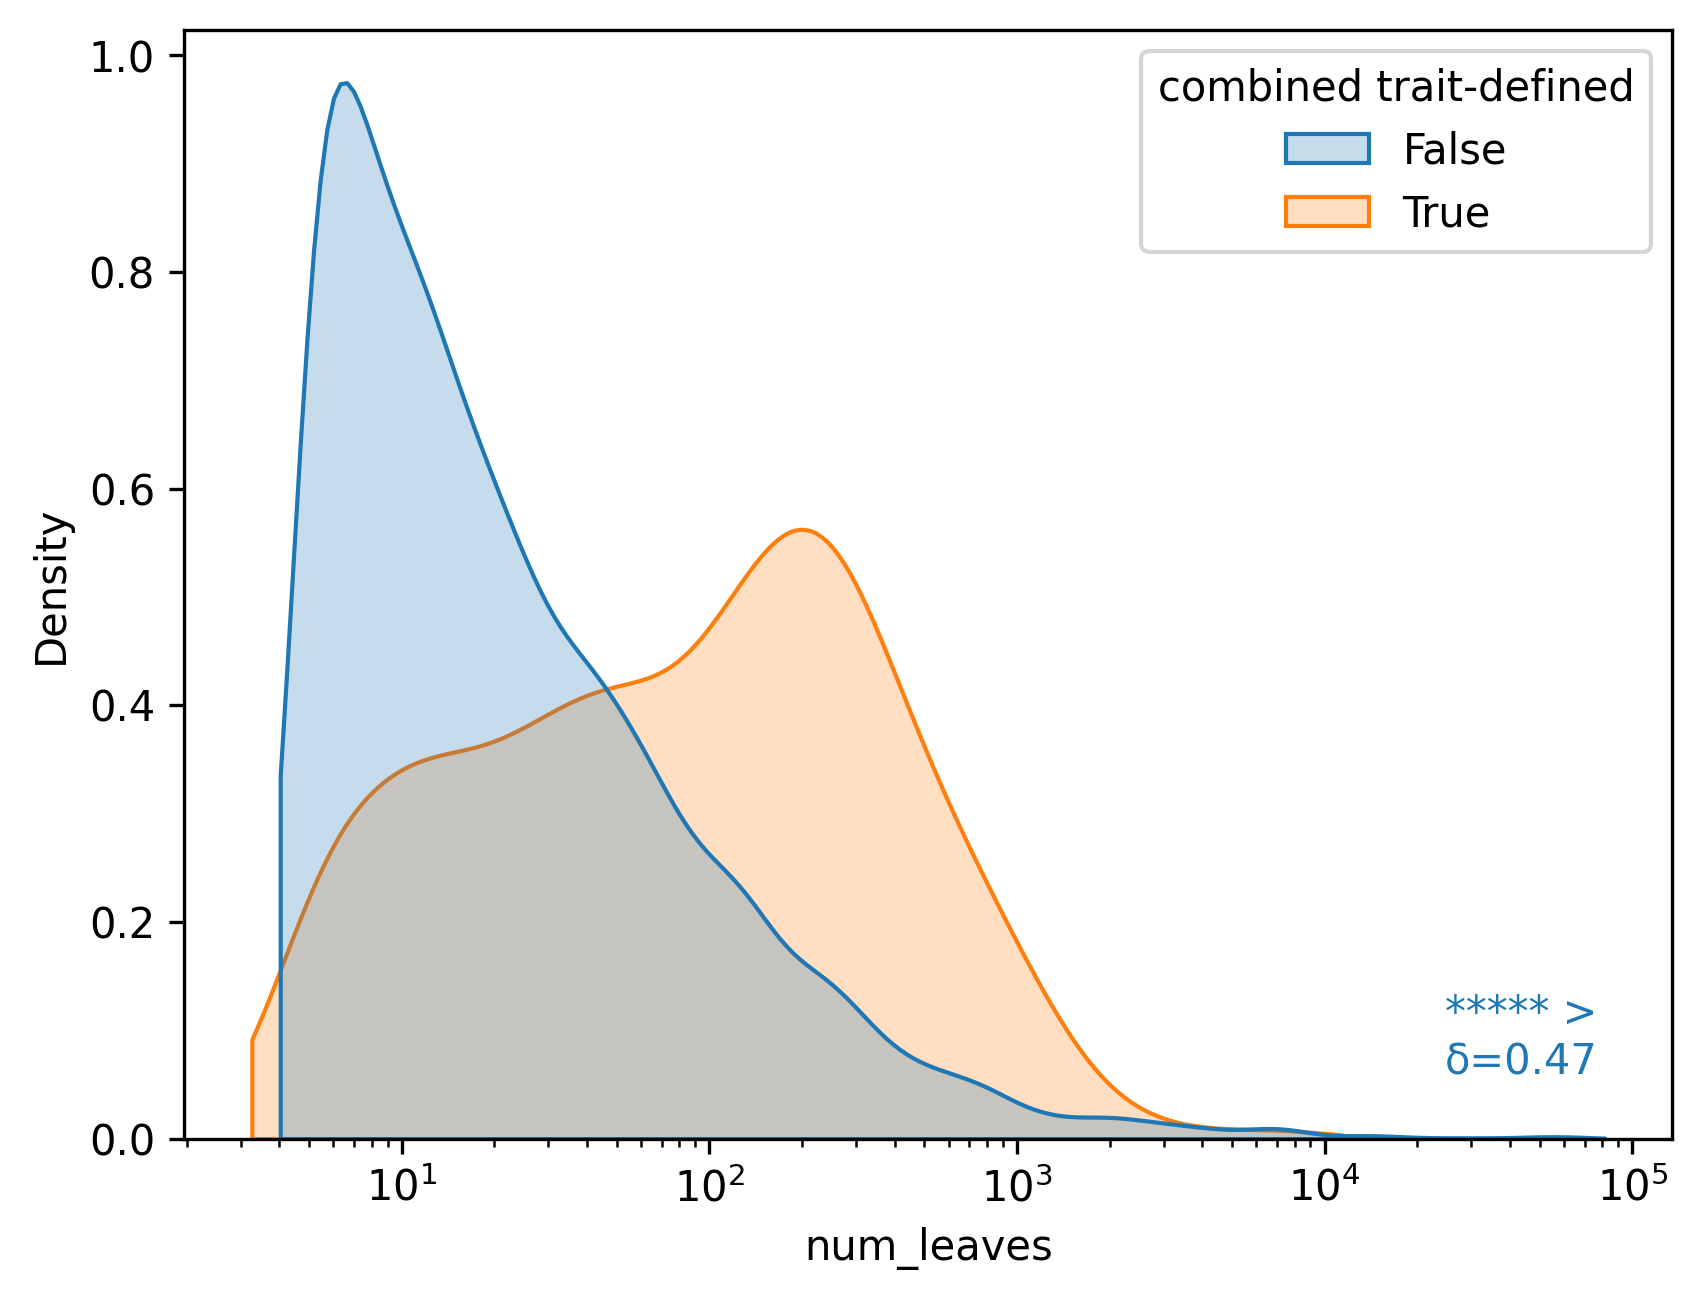 combined trait-defined
False
True
Density
1.0
0.8
0.6
0.4
0.2
0.0
***** >
δ=0.47
10¹ 10² 10³ 10⁴ 10⁵
num_leaves